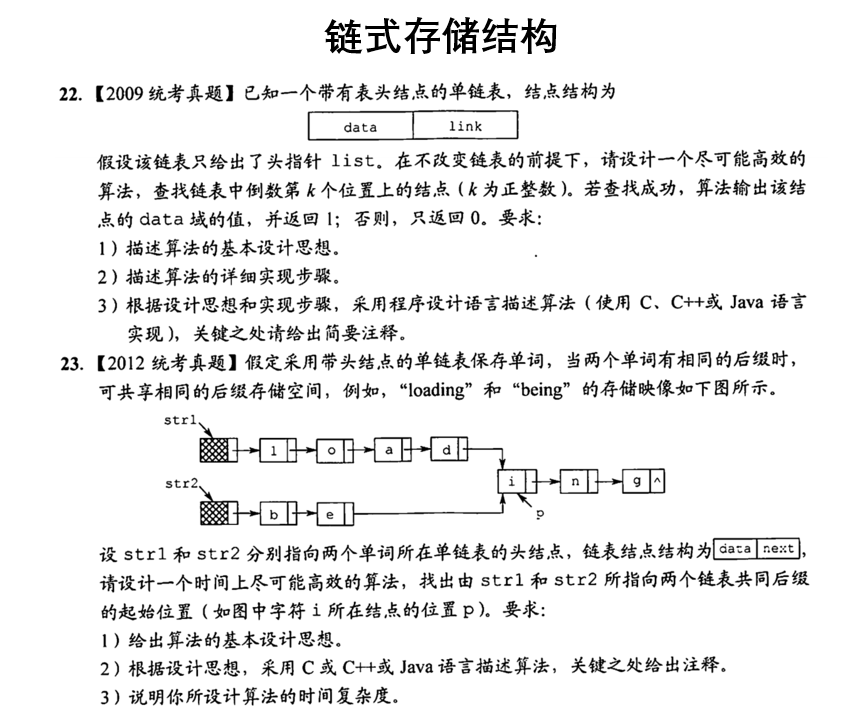 链式存储结构
22.【2009 统考真题】已知一个带有表头结点的单链表，结点结构为
data link
假设该链表只给出了头指针 list。在不改变链表的前提下，请设计一个尽可能高效的
算法，查找链表中倒数第 k 个位置上的结点（k 为正整数）。若查找成功，算法输出该结
点的 data 域的值，并返回 1；否则，只返回 0。要求：
1）描述算法的基本设计思想。
2）描述算法的详细实现步骤。
3）根据设计思想和实现步骤，采用程序设计语言描述算法（使用 C、C++或 Java 语言
实现），关键之处请给出简要注释。
23.【2012 统考真题】假定采用带头结点的单链表保存单词，当两个单词有相同的后缀时，
可共享相同的后缀存储空间，例如，“loading”和“being”的存储映像如下图所示。
str1
l o a d
i n g ^
str2
b e
p
设 str1 和 str2 分别指向两个单词所在单链表的头结点，链表结点结构为 data next，
请设计一个时间上尽可能高效的算法，找出由 str1 和 str2 所指向两个链表共同后缀
的起始位置（如图中字符 i 所在结点的位置 p）。要求：
1）给出算法的基本设计思想。
2）根据设计思想，采用 C 或 C++或 Java 语言描述算法，关键之处给出注释。
3）说明你所设计算法的时间复杂度。